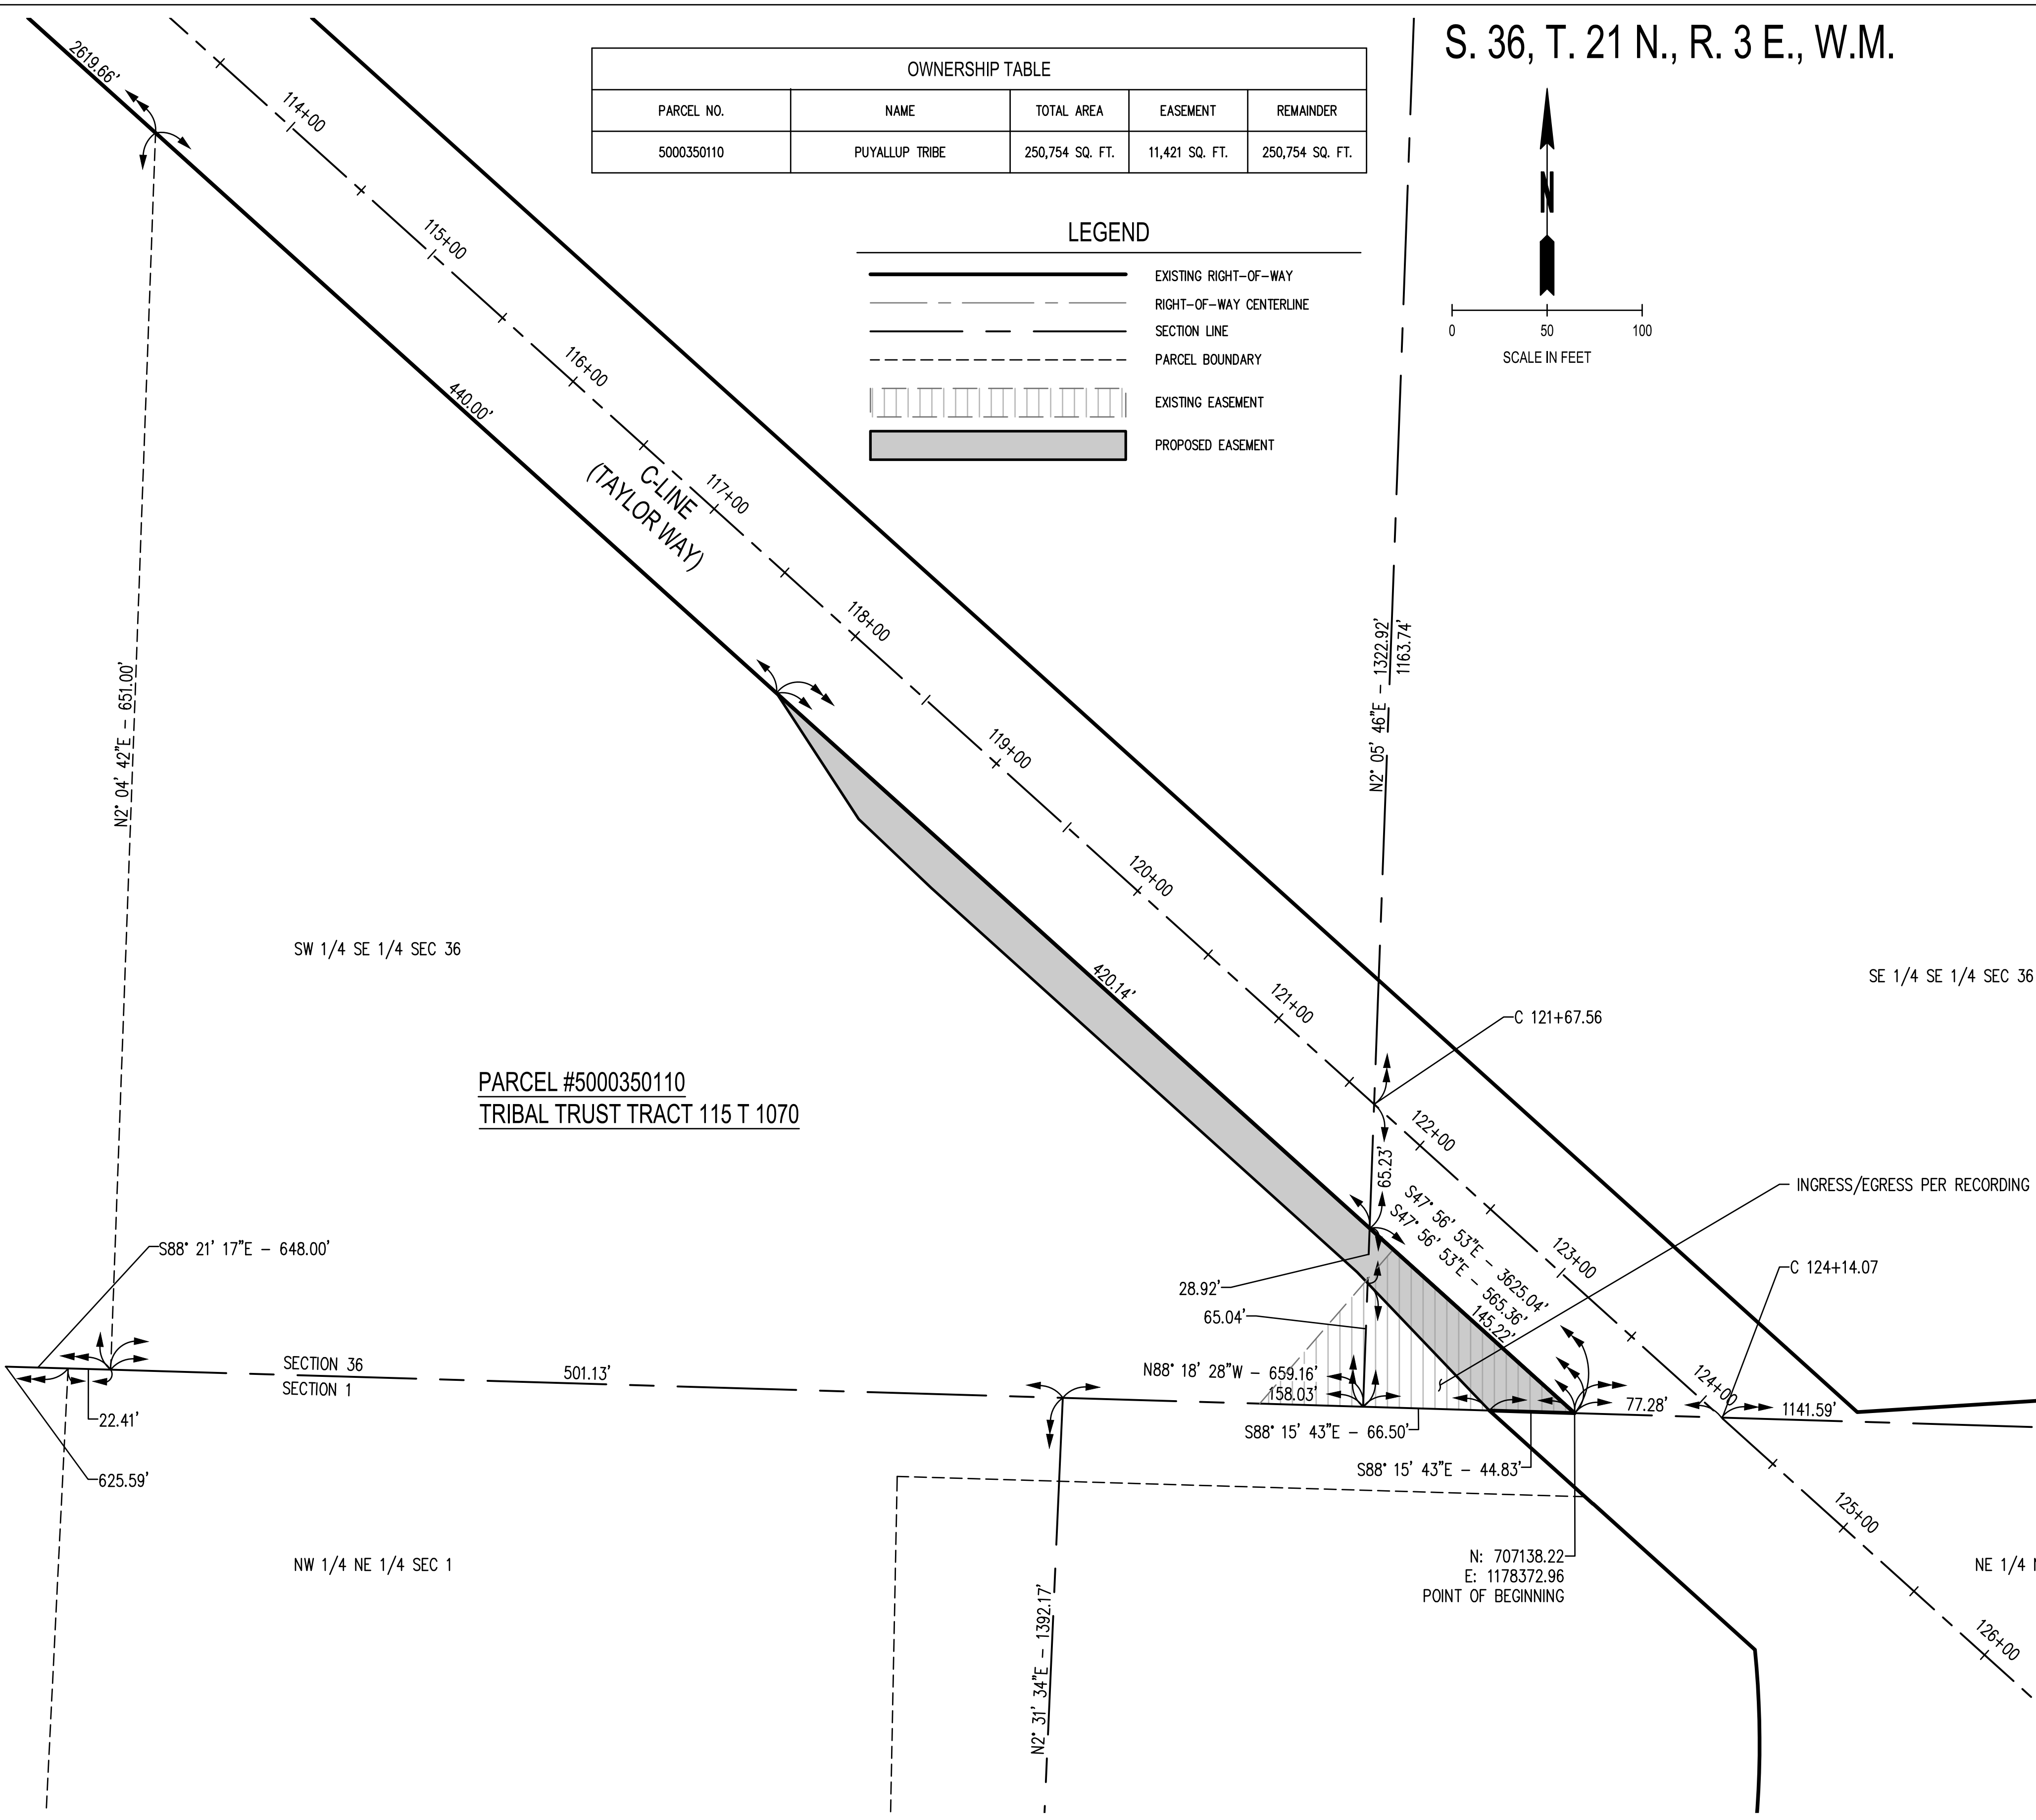 S. 36, T. 21 N., R. 3 E., W.M.
OWNERSHIP TABLE
PARCEL NO. NAME TOTAL AREA EASEMENT REMAINDER
5000350110 PUYALLUP TRIBE 250,754 SQ. FT. 11,421 SQ. FT. 250,754 SQ. FT.
LEGEND
EXISTING RIGHT-OF-WAY
RIGHT-OF-WAY CENTERLINE
SECTION LINE
PARCEL BOUNDARY
EXISTING EASEMENT
PROPOSED EASEMENT
N
0 50 100
SCALE IN FEET
2619.66'
114+00
115+00
116+00
440.00'
117+00
C-LINE
(TAYLOR WAY)
118+00
119+00
120+00
121+00
122+00
123+00
124+00
125+00
126+00
N2° 04' 42"E - 651.00'
N2° 05' 46"E - 1322.92'
1163.74'
SW 1/4 SE 1/4 SEC 36
SE 1/4 SE 1/4 SEC 36
420.14'
C 121+67.56
PARCEL #5000350110
TRIBAL TRUST TRACT 115 T 1070
65.23'
S47° 56' 53"E - 3625.04'
S47° 56' 53"E - 565.36'
145.22'
INGRESS/EGRESS PER RECORDING
C 124+14.07
S88° 21' 17"E - 648.00'
28.92'
65.04'
SECTION 36
SECTION 1
501.13'
N88° 18' 28"W - 659.16'
158.03'
77.28'
1141.59'
22.41'
S88° 15' 43"E - 66.50'
S88° 15' 43"E - 44.83'
625.59'
NW 1/4 NE 1/4 SEC 1
N2° 31' 34"E - 1392.17'
N: 707138.22
E: 1178372.96
POINT OF BEGINNING
NE 1/4